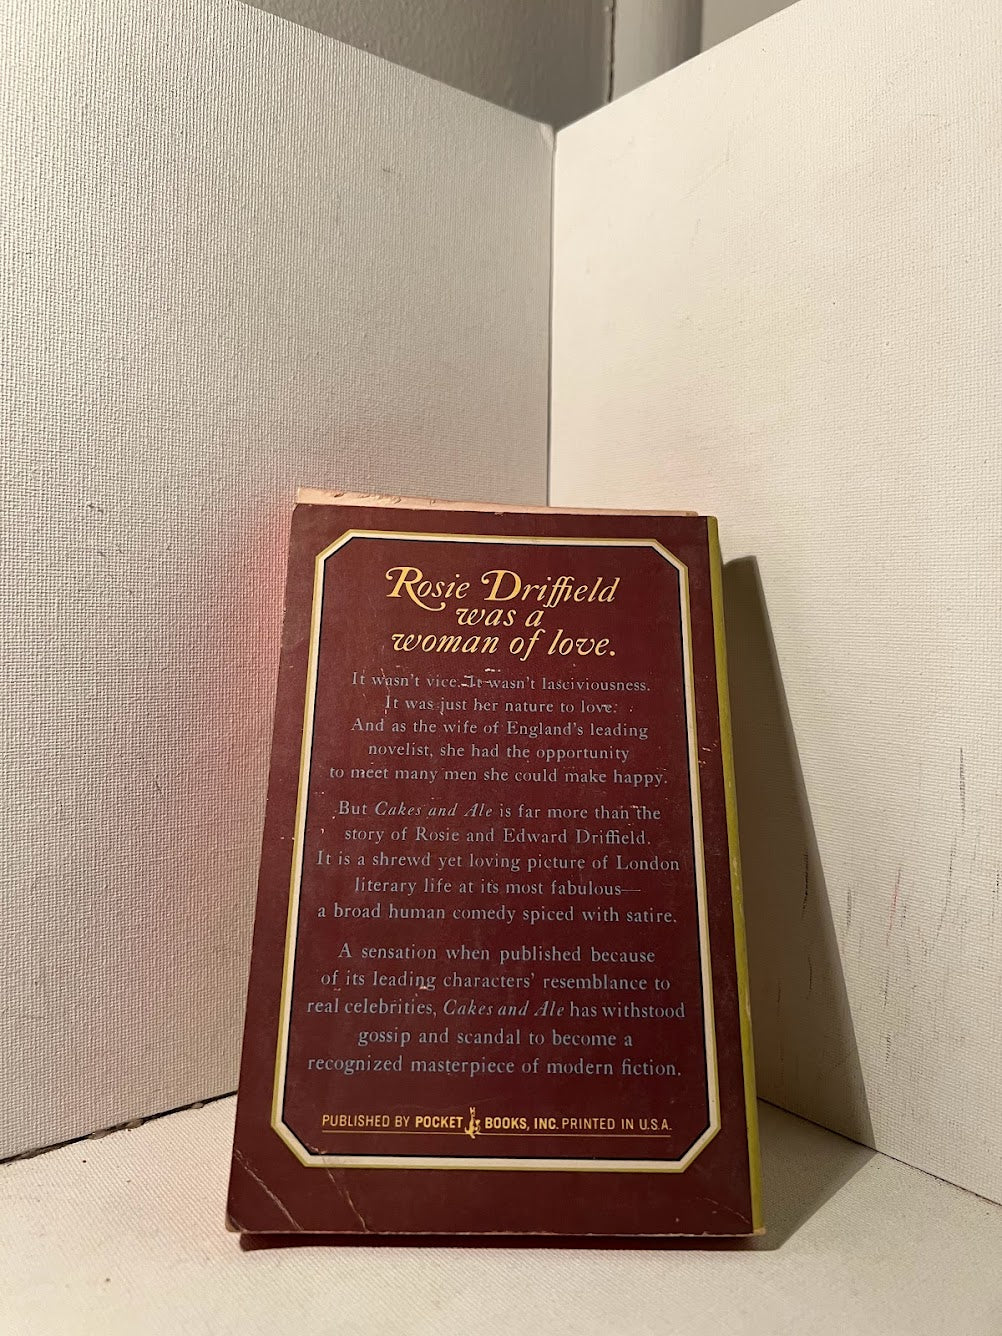 Rosie Driffield
was a
woman of love.
It wasn't vice. It wasn't lasciviousness.
It was just her nature to love.
And as the wife of England's leading
novelist, she had the opportunity
to meet many men she could make happy.
But Cakes and Ale is far more than the
story of Rosie and Edward Driffield.
It is a shrewd yet loving picture of London
literary life at its most fabulous—
a broad human comedy spiced with satire.
A sensation when published because
of its leading characters' resemblance to
real celebrities, Cakes and Ale has withstood
gossip and scandal to become a
recognized masterpiece of modern fiction.
PUBLISHED BY POCKET BOOKS, INC. PRINTED IN U.S.A.